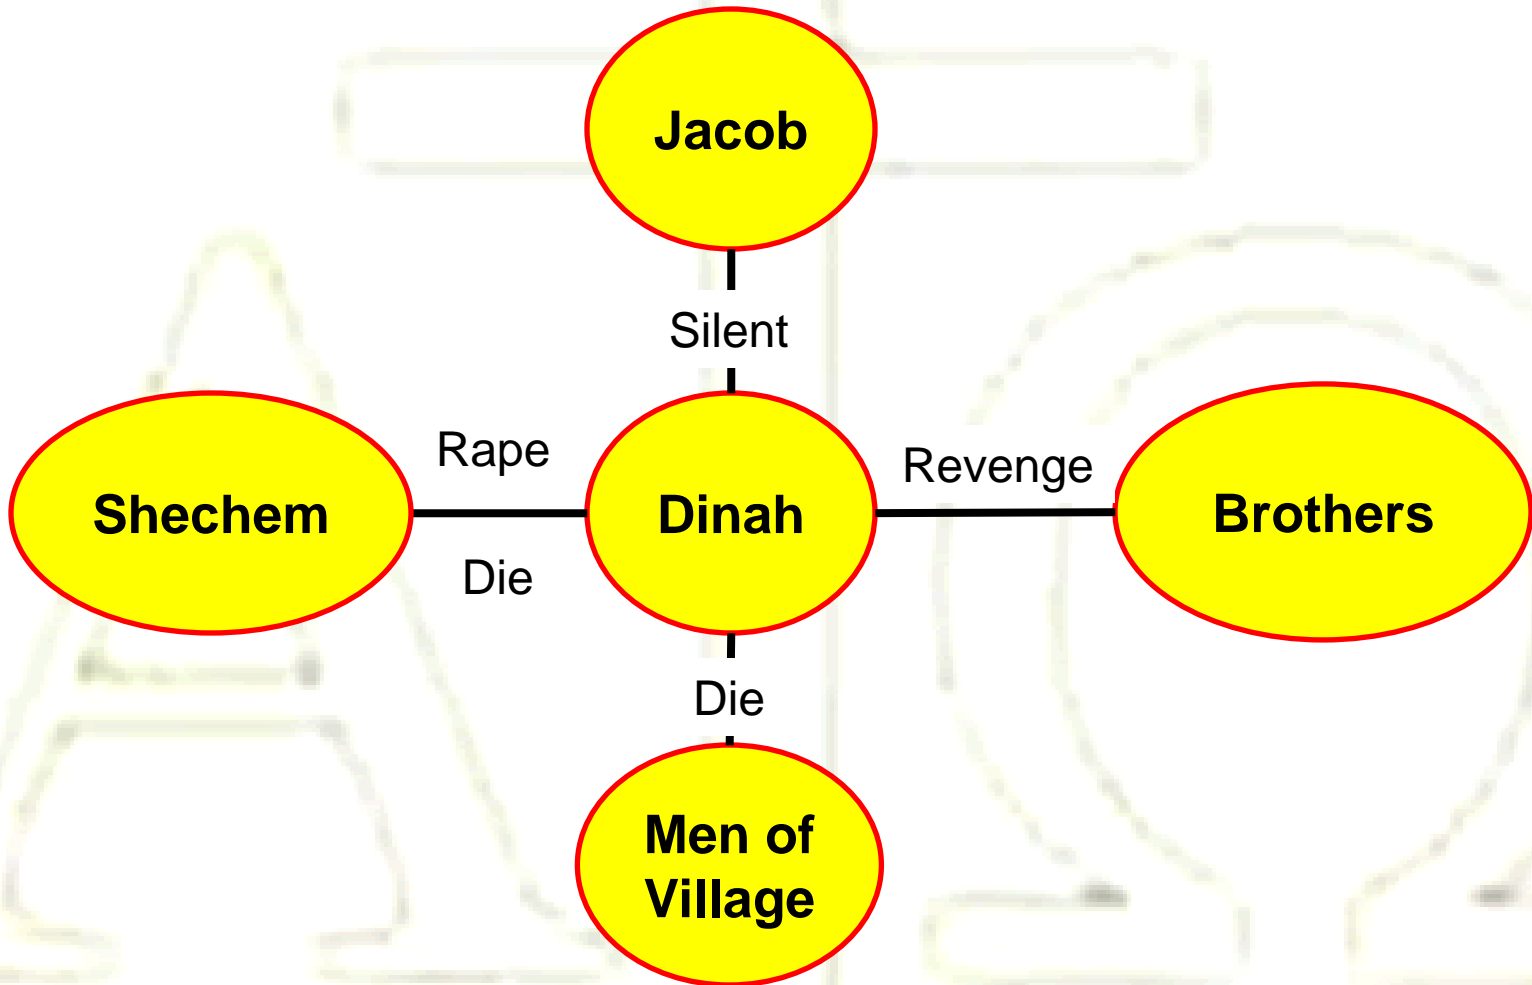 Jacob
Silent
Rape
Revenge
Shechem
Dinah
Brothers
Die
Die
Men of
Village